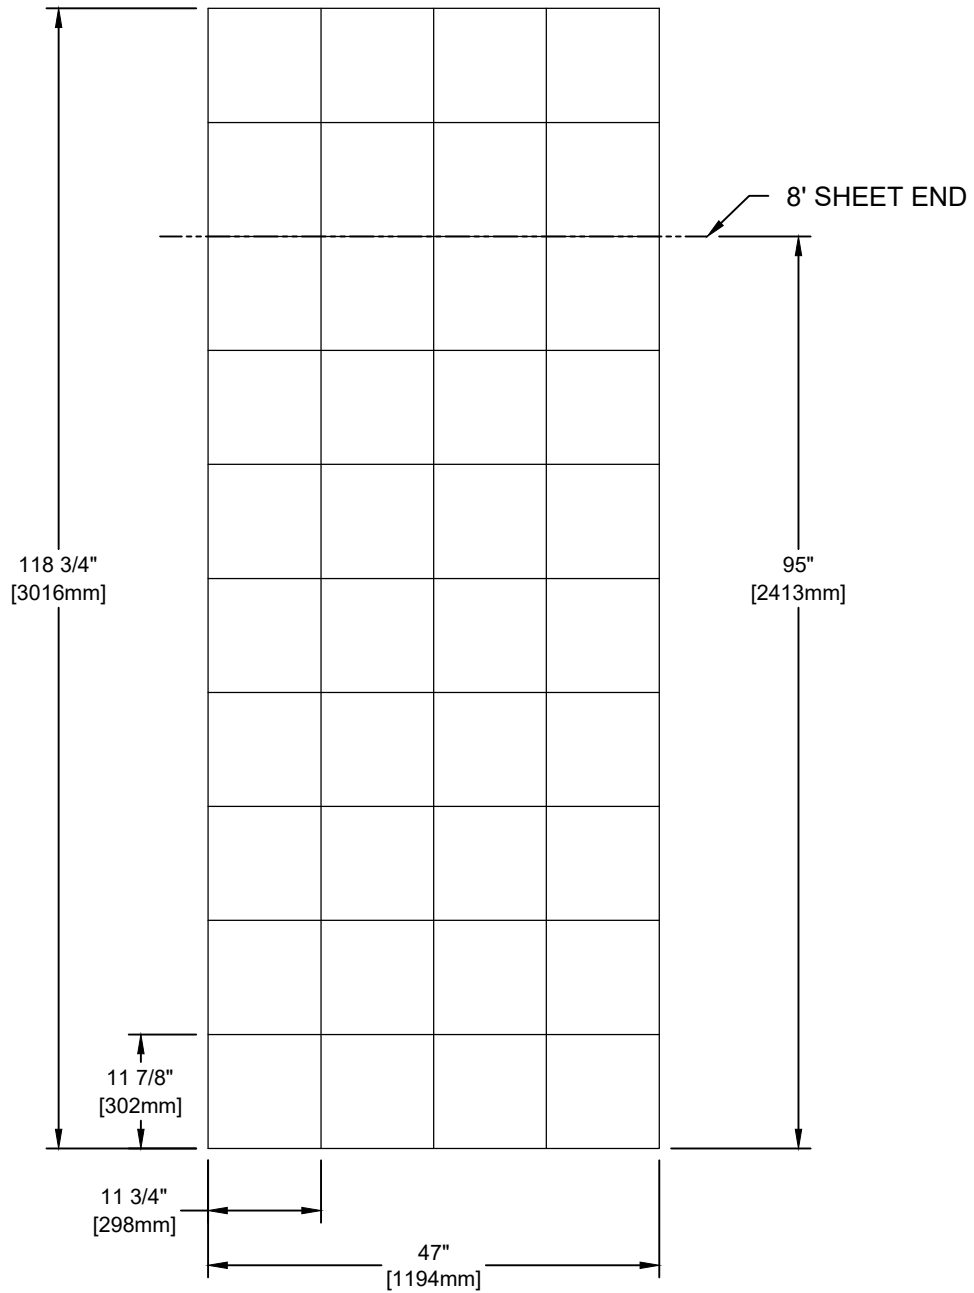 8' SHEET END
118 3/4"
[3016mm]
95"
[2413mm]
11 7/8"
[302mm]
11 3/4"
[298mm]
47"
[1194mm]